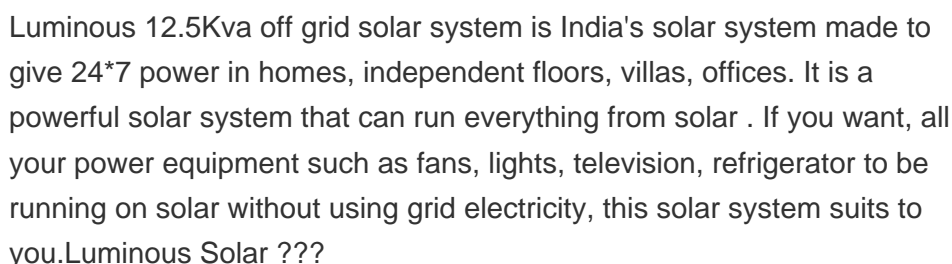 Luminous 12.5Kva off grid solar system is India's solar system made to
give 24*7 power in homes, independent floors, villas, offices. It is a
powerful solar system that can run everything from solar . If you want, all
your power equipment such as fans, lights, television, refrigerator to be
running on solar without using grid electricity, this solar system suits to
you.Luminous Solar ???